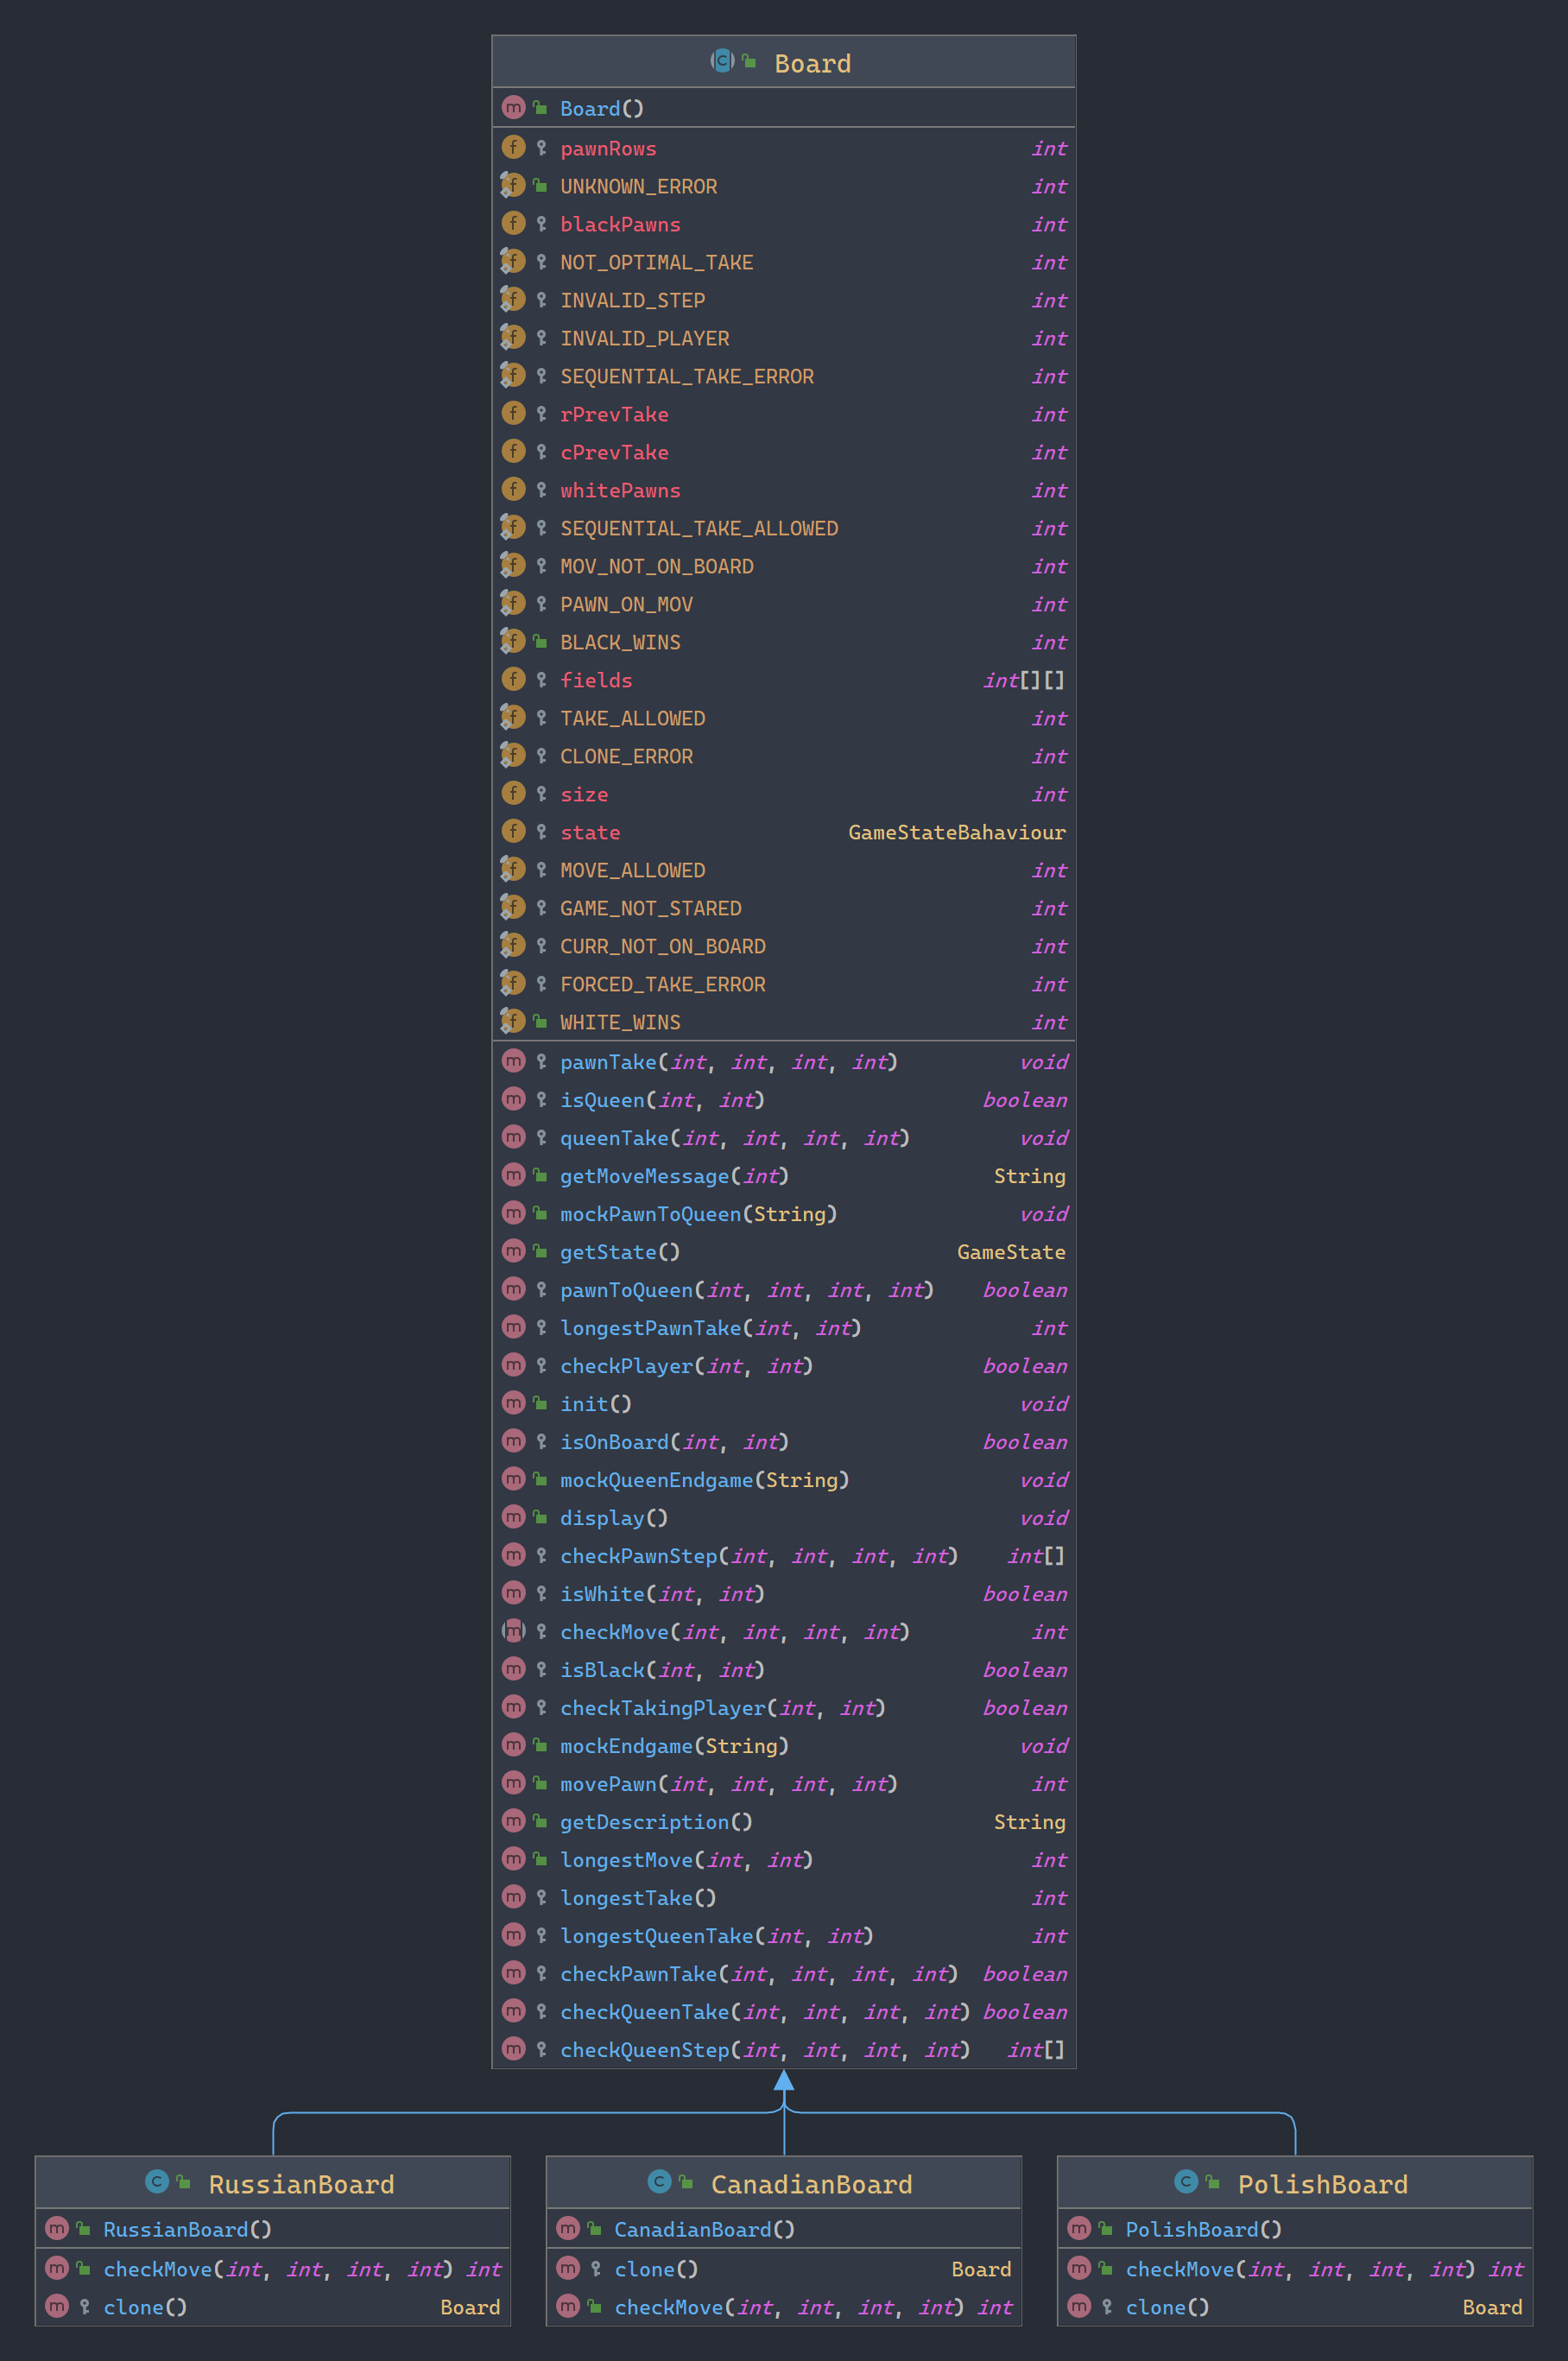 Board
Board()
pawnRows int
UNKNOWN_ERROR int
blackPawns int
NOT_OPTIMAL_TAKE int
INVALID_STEP int
INVALID_PLAYER int
SEQUENTIAL_TAKE_ERROR int
rPrevTake int
cPrevTake int
whitePawns int
SEQUENTIAL_TAKE_ALLOWED int
MOV_NOT_ON_BOARD int
PAWN_ON_MOV int
BLACK_WINS int
fields int[][]
TAKE_ALLOWED int
CLONE_ERROR int
size int
state GameStateBahaviour
MOVE_ALLOWED int
GAME_NOT_STARED int
CURR_NOT_ON_BOARD int
FORCED_TAKE_ERROR int
WHITE_WINS int
pawnTake(int, int, int, int) void
isQueen(int, int) boolean
queenTake(int, int, int, int) void
getMoveMessage(int) String
mockPawnToQueen(String) void
getState() GameState
pawnToQueen(int, int, int, int) boolean
longestPawnTake(int, int) int
checkPlayer(int, int) boolean
init() void
isOnBoard(int, int) boolean
mockQueenEndgame(String) void
display() void
checkPawnStep(int, int, int, int) int[]
isWhite(int, int) boolean
checkMove(int, int, int, int) int
isBlack(int, int) boolean
checkTakingPlayer(int, int) boolean
mockEndgame(String) void
movePawn(int, int, int, int) int
getDescription() String
longestMove(int, int) int
longestTake() int
longestQueenTake(int, int) int
checkPawnTake(int, int, int, int) boolean
checkQueenTake(int, int, int, int) boolean
checkQueenStep(int, int, int, int) int[]
RussianBoard
RussianBoard()
checkMove(int, int, int, int) int
clone() Board
CanadianBoard
CanadianBoard()
clone() Board
checkMove(int, int, int, int) int
PolishBoard
PolishBoard()
checkMove(int, int, int, int) int
clone() Board